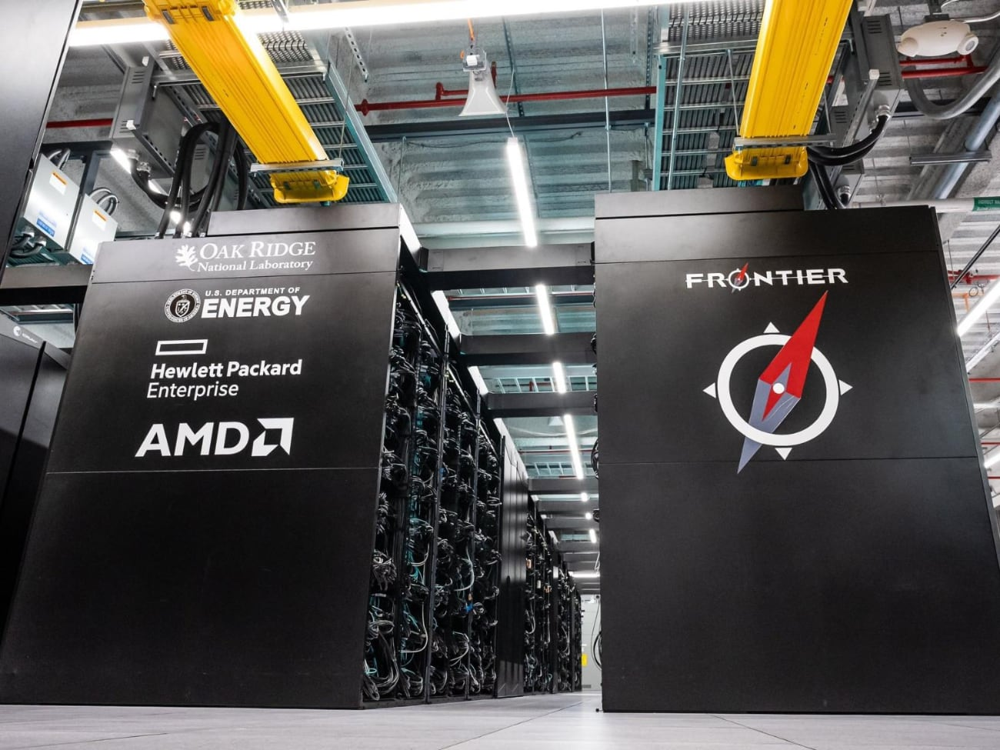 OAK RIDGE
National Laboratory
U.S. DEPARTMENT OF
ENERGY
Hewlett Packard
Enterprise
AMD
FRONTIER